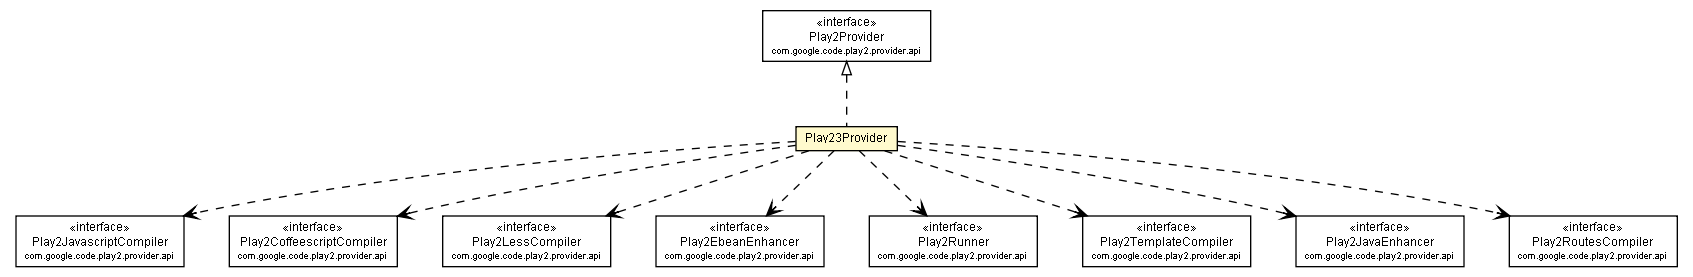 «interface»
Play2Provider
com.google.code.play2.provider.api
Play23Provider
«interface»
Play2JavascriptCompiler
com.google.code.play2.provider.api
«interface»
Play2CoffeescriptCompiler
com.google.code.play2.provider.api
«interface»
Play2LessCompiler
com.google.code.play2.provider.api
«interface»
Play2EbeanEnhancer
com.google.code.play2.provider.api
«interface»
Play2Runner
com.google.code.play2.provider.api
«interface»
Play2TemplateCompiler
com.google.code.play2.provider.api
«interface»
Play2JavaEnhancer
com.google.code.play2.provider.api
«interface»
Play2RoutesCompiler
com.google.code.play2.provider.api